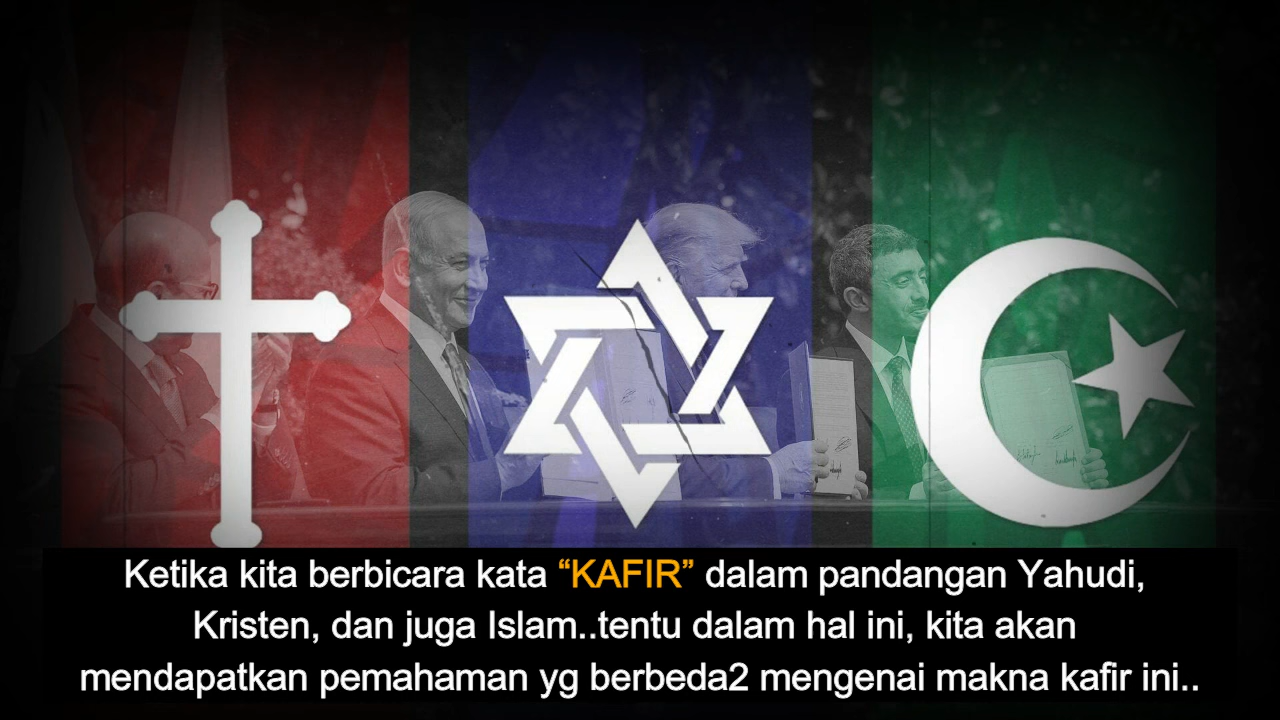 Ketika kita berbicara kata “KAFIR” dalam pandangan Yahudi,
Kristen, dan juga Islam..tentu dalam hal ini, kita akan
mendapatkan pemahaman yg berbeda2 mengenai makna kafir ini..